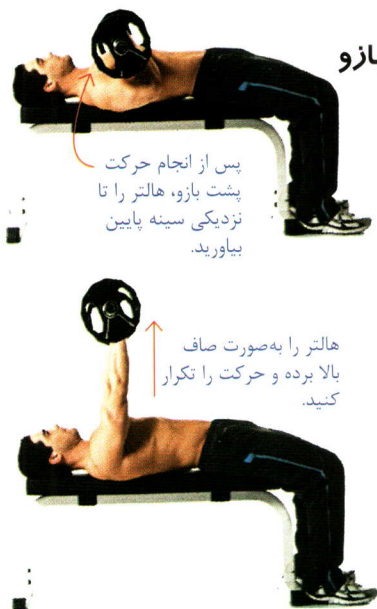 بازو
پس از انجام حرکت
پشت بازو، هالتر را تا
نزدیکی سینه پایین
بیاورید.
هالتر را به‌صورت صاف
بالا برده و حرکت را تکرار
کنید.